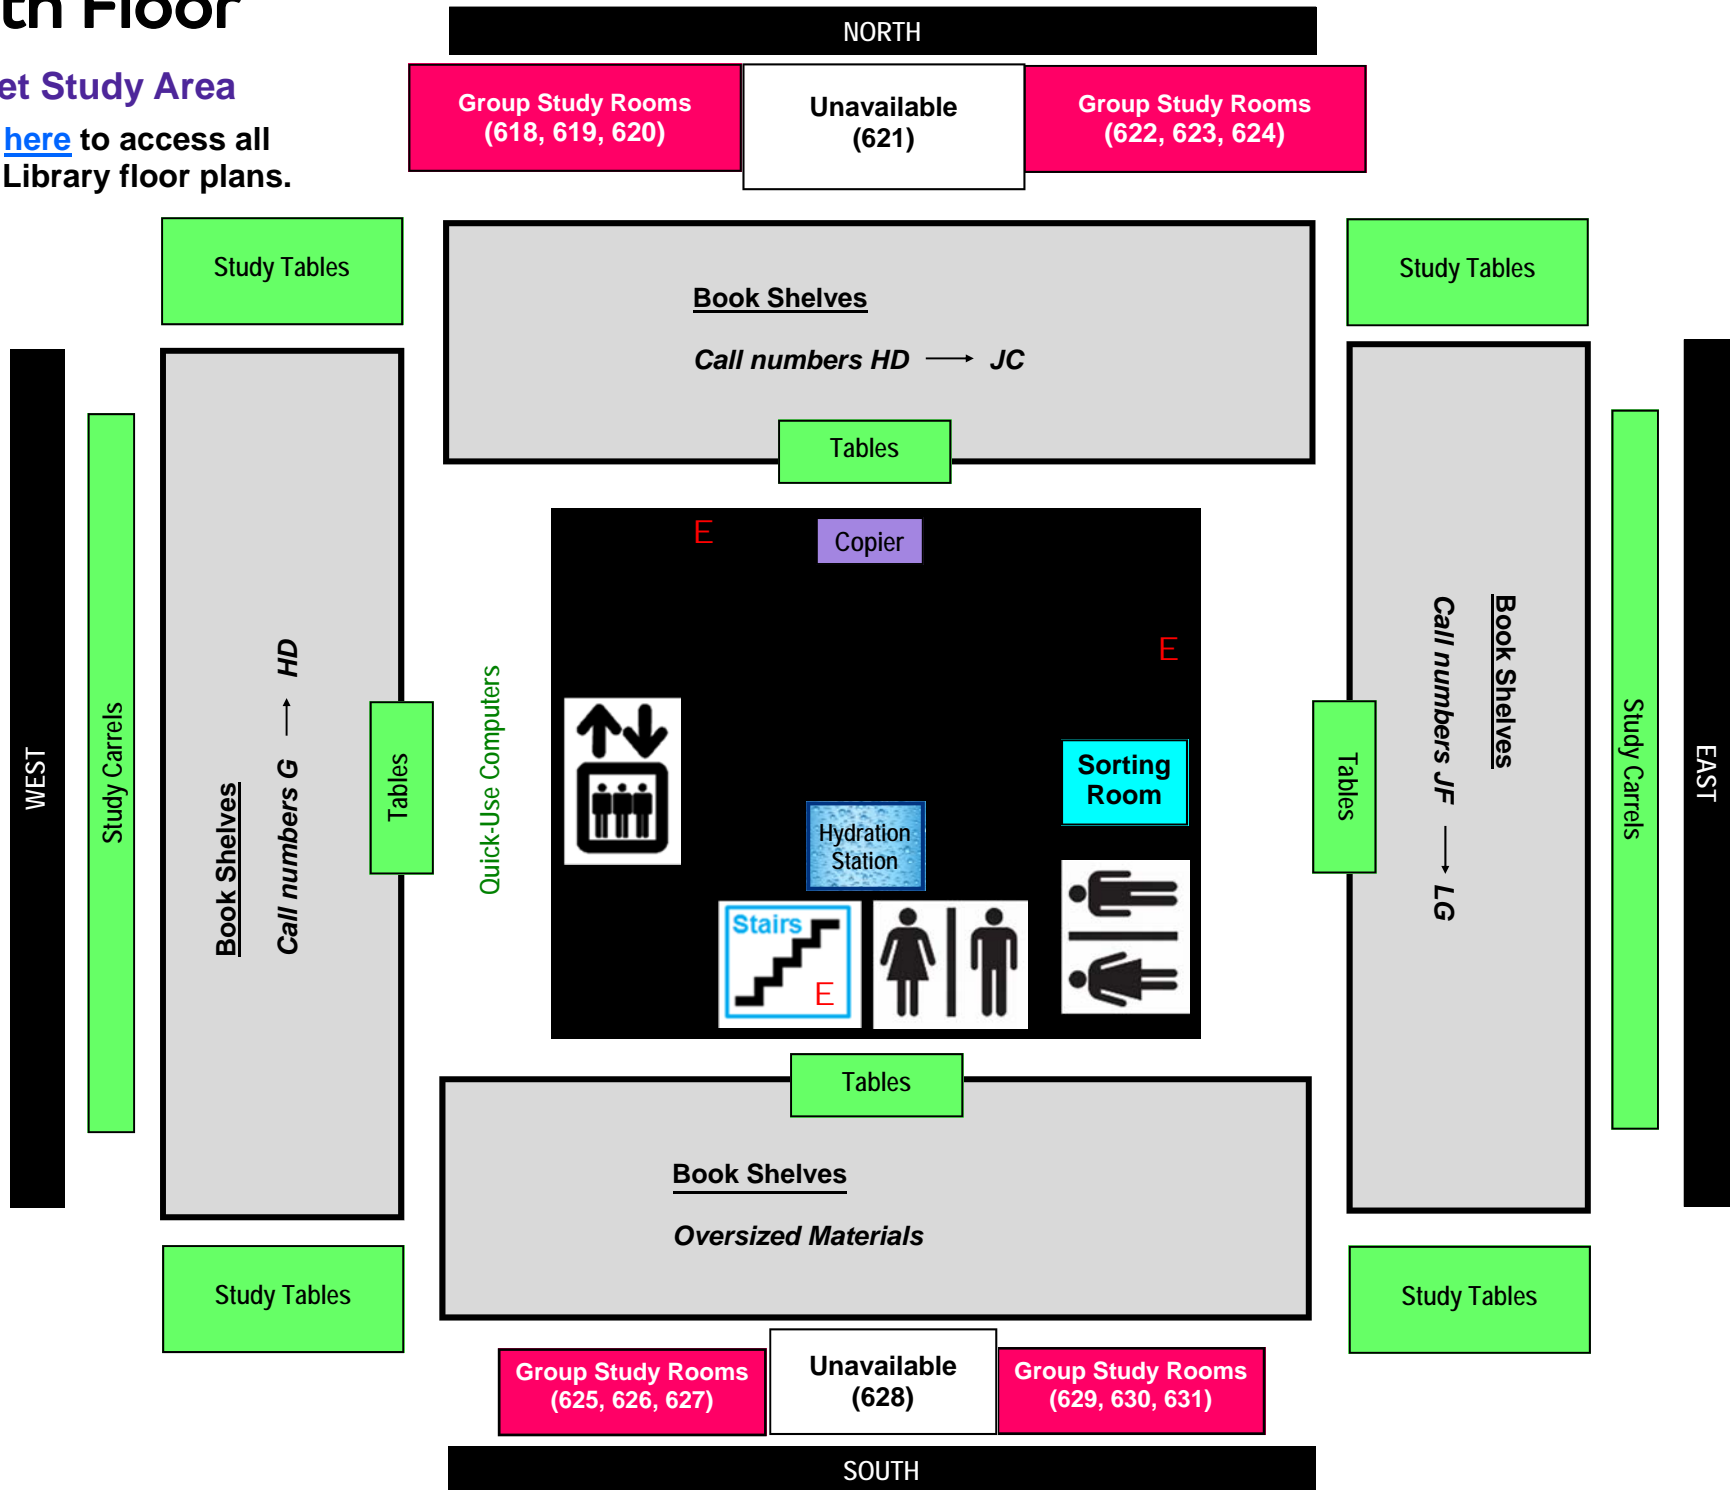 th Floor
et Study Area
here to access all
Library floor plans.
NORTH
Group Study Rooms
(618, 619, 620)
Unavailable
(621)
Group Study Rooms
(622, 623, 624)
Study Tables
Book Shelves
Call numbers HD → JC
Tables
Study Tables
WEST
Study Carrels
Book Shelves
Call numbers G → HD
Tables
Quick-Use Computers
E
Copier
E
Sorting
Room
Hydration
Station
Stairs
E
Tables
Call numbers JF → LG
Book Shelves
Study Carrels
EAST
Tables
Book Shelves
Oversized Materials
Study Tables
Study Tables
Group Study Rooms
(625, 626, 627)
Unavailable
(628)
Group Study Rooms
(629, 630, 631)
SOUTH